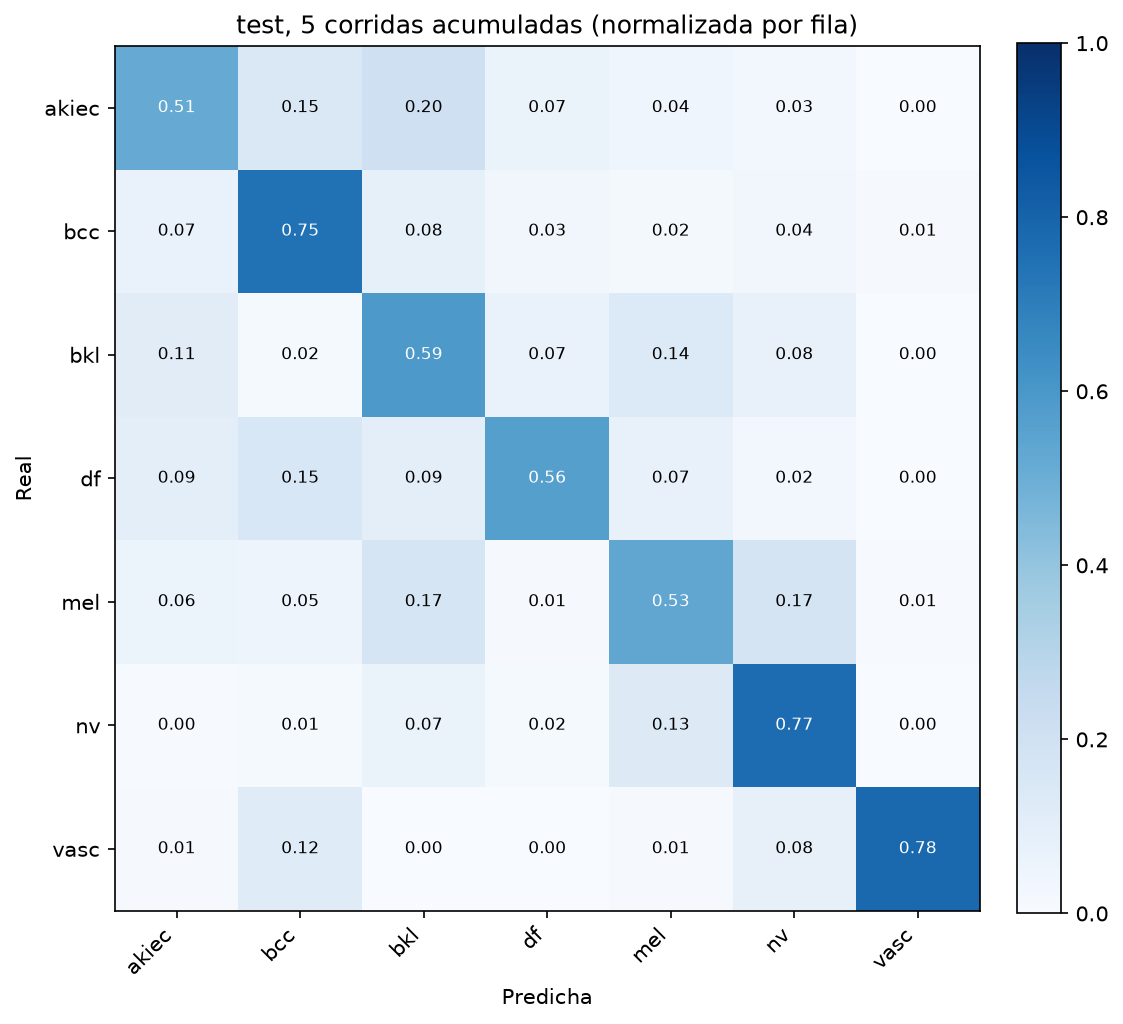 test, 5 corridas acumuladas (normalizada por fila)
akiec 0.51 0.15 0.20 0.07 0.04 0.03 0.00
bcc 0.07 0.75 0.08 0.03 0.02 0.04 0.01
bkl 0.11 0.02 0.59 0.07 0.14 0.08 0.00
df 0.09 0.15 0.09 0.56 0.07 0.02 0.00
mel 0.06 0.05 0.17 0.01 0.53 0.17 0.01
nv 0.00 0.01 0.07 0.02 0.13 0.77 0.00
vasc 0.01 0.12 0.00 0.00 0.01 0.08 0.78
akiec bcc bkl df mel nv vasc
Predicha
Real
1.0
0.8
0.6
0.4
0.2
0.0